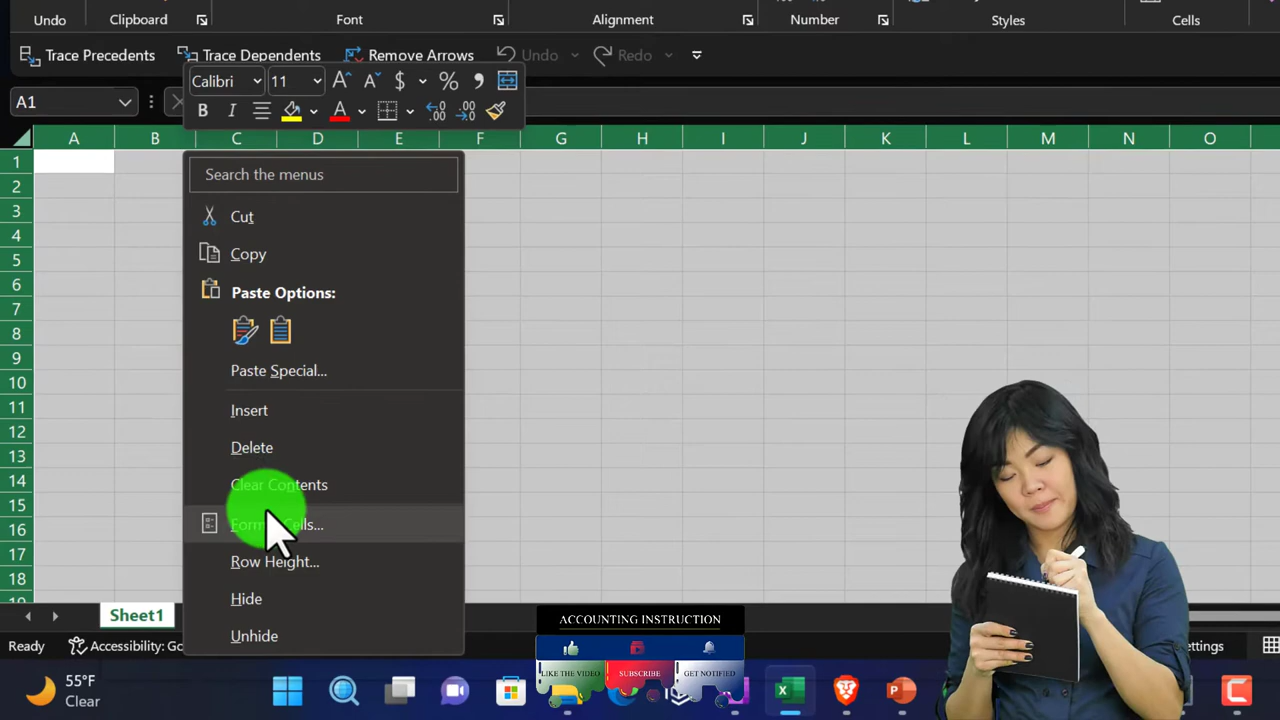 Undo
Clipboard
Font
Alignment
Number
Styles
Cells
Trace Precedents
Trace Dependents
Remove Arrows
Undo
Redo
Calibri
11
$
%
,
A1
B
I
A
A B C D E F G H I J K L M N O
1
2
3
4
5
6
7
8
9
10
11
12
13
14
15
16
17
18
Search the menus
Cut
Copy
Paste Options:
Paste Special...
Insert
Delete
Clear Contents
Format Cells...
Row Height...
Hide
Unhide
Sheet1
Ready
Accessibility: Go
ettings
ACCOUNTING INSTRUCTION
LIKE THE VIDEO
SUBSCRIBE
GET NOTIFIED
55°F
Clear